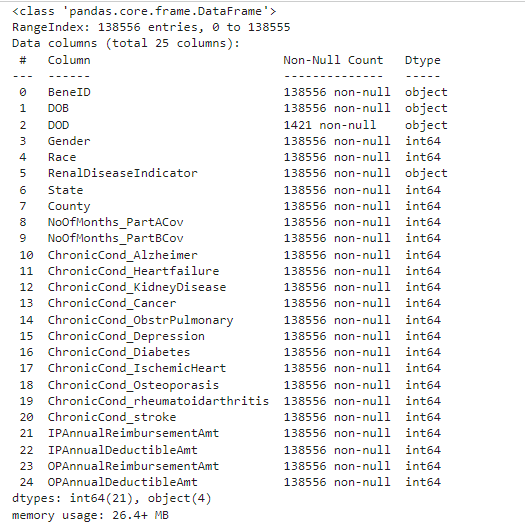 <class 'pandas.core.frame.DataFrame'>
RangeIndex: 138556 entries, 0 to 138555
Data columns (total 25 columns):
 #   Column                           Non-Null Count   Dtype
---  ------                           --------------   -----
 0   BeneID                           138556 non-null  object
 1   DOB                              138556 non-null  object
 2   DOD                              1421 non-null    object
 3   Gender                           138556 non-null  int64
 4   Race                             138556 non-null  int64
 5   RenalDiseaseIndicator            138556 non-null  object
 6   State                            138556 non-null  int64
 7   County                           138556 non-null  int64
 8   NoOfMonths_PartACov              138556 non-null  int64
 9   NoOfMonths_PartBCov              138556 non-null  int64
 10  ChronicCond_Alzheimer            138556 non-null  int64
 11  ChronicCond_Heartfailure         138556 non-null  int64
 12  ChronicCond_KidneyDisease        138556 non-null  int64
 13  ChronicCond_Cancer               138556 non-null  int64
 14  ChronicCond_ObstrPulmonary       138556 non-null  int64
 15  ChronicCond_Depression           138556 non-null  int64
 16  ChronicCond_Diabetes             138556 non-null  int64
 17  ChronicCond_IschemicHeart        138556 non-null  int64
 18  ChronicCond_Osteoporasis         138556 non-null  int64
 19  ChronicCond_rheumatoidarthritis  138556 non-null  int64
 20  ChronicCond_stroke               138556 non-null  int64
 21  IPAnnualReimbursementAmt         138556 non-null  int64
 22  IPAnnualDeductibleAmt            138556 non-null  int64
 23  OPAnnualReimbursementAmt         138556 non-null  int64
 24  OPAnnualDeductibleAmt            138556 non-null  int64
dtypes: int64(21), object(4)
memory usage: 26.4+ MB